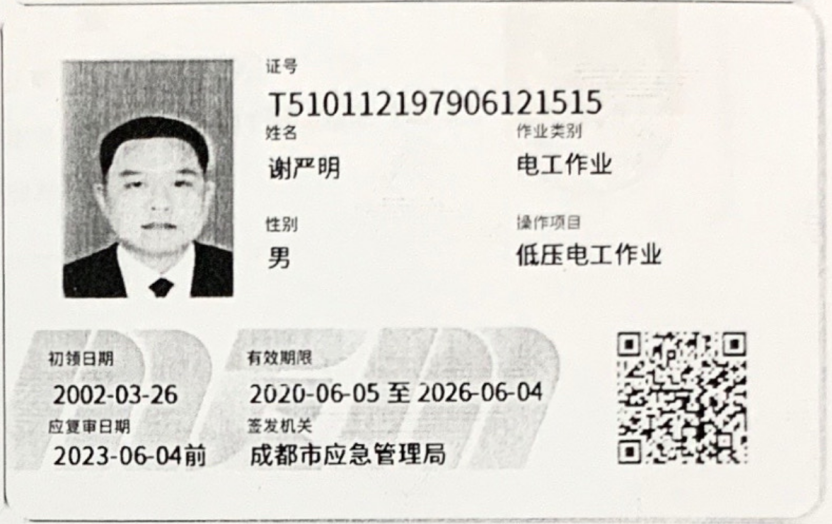 证号
T510112197906121515
姓名 作业类别
谢严明 电工作业
性别 操作项目
男 低压电工作业
初领日期 有效期限
2002-03-26 2020-06-05 至 2026-06-04
应复审日期 签发机关
2023-06-04前 成都市应急管理局